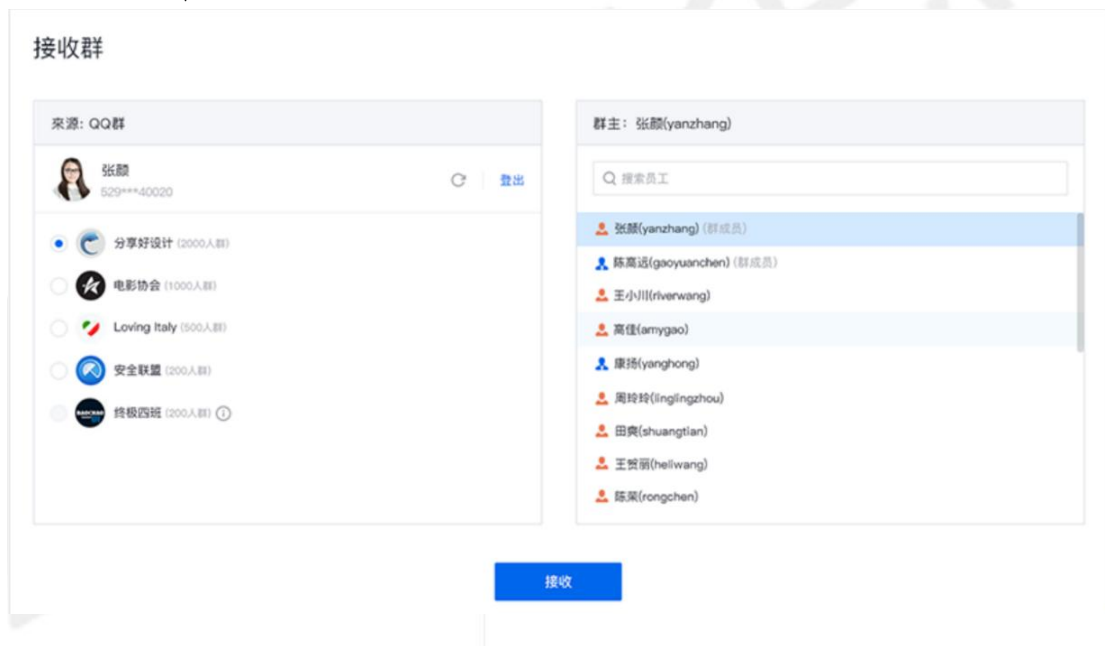 接收群
来源: QQ群
张颜
529***40020
登出
分享好设计 (2000人群)
电影协会 (1000人群)
Loving Italy (500人群)
安全联盟 (200人群)
终极四班 (200人群)
群主: 张颜(yanzhang)
搜索员工
张颜(yanzhang) (群成员)
陈高远(gaoyuanchen) (群成员)
王小川(riverwang)
高佳(amygao)
康扬(yanghong)
周玲玲(linglingzhou)
田爽(shuangtian)
王贺丽(heliwang)
陈荣(rongchen)
接收